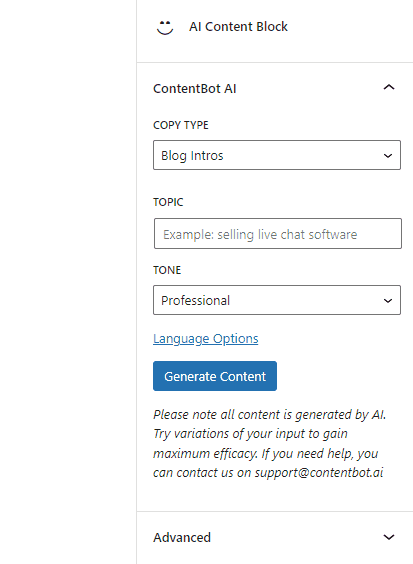 AI Content Block
ContentBot AI
COPY TYPE
Blog Intros
TOPIC
Example: selling live chat software
TONE
Professional
Language Options
Generate Content
Please note all content is generated by AI.
Try variations of your input to gain
maximum efficacy. If you need help, you
can contact us on support@contentbot.ai
Advanced